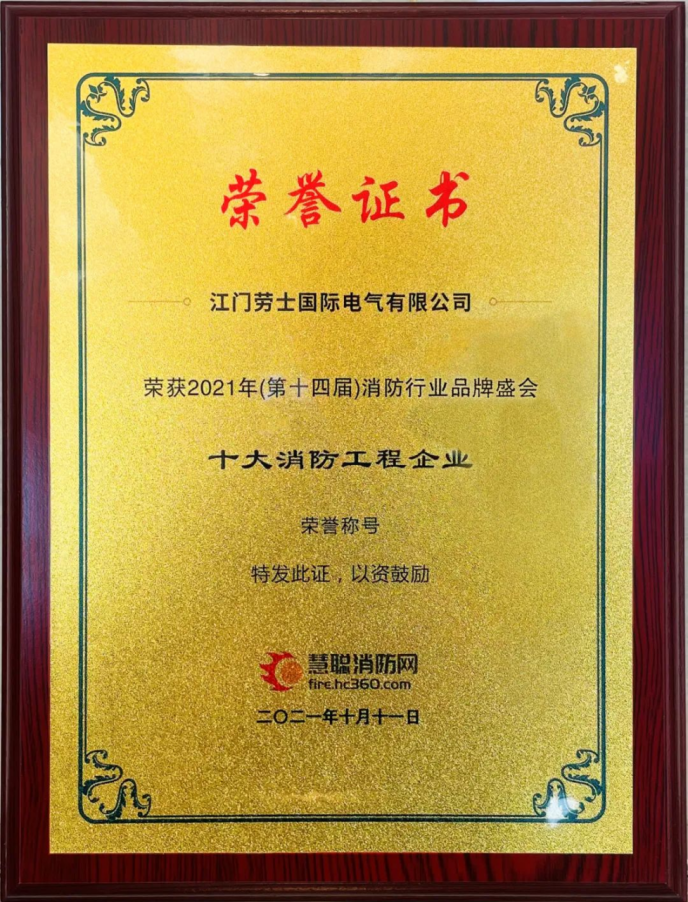 荣誉证书
江门劳士国际电气有限公司
荣获2021年(第十四届)消防行业品牌盛会
十大消防工程企业
荣誉称号
特发此证，以资鼓励
慧聪消防网
fire.hc360.com
二〇二一年十月十一日